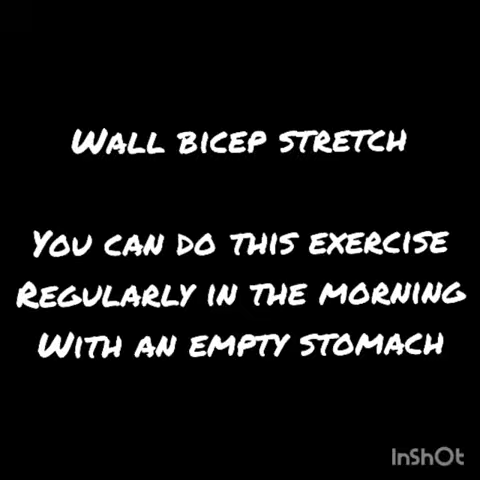 Wall bicep stretch
You can do this exercise
Regularly in the morning
With an empty stomach
InShOt